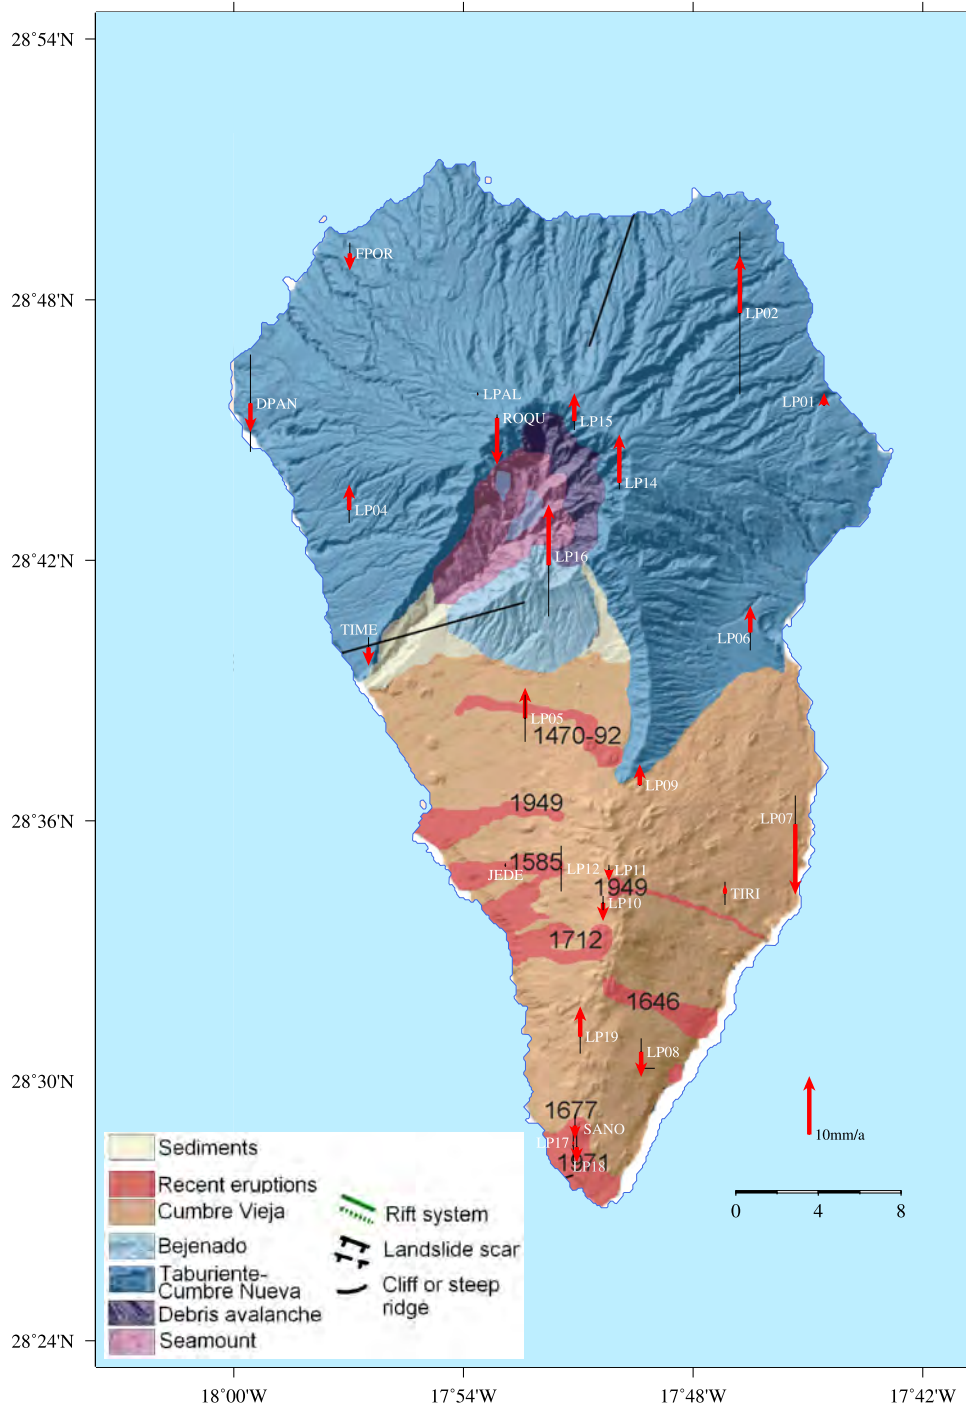 28°54'N
FPOR
28°48'N
LP02
LPAL
LP01
DPAN
ROQU
LP15
LP14
LP04
28°42'N
LP16
TIME
LP06
LP05
1470-92
LP09
1949
28°36'N
LP07
1585
LP12
LP11
JEDE
1949
TIRI
LP10
1712
1646
LP19
LP08
28°30'N
1677
SANO
10mm/a
LP17
1971
LP18
Sediments
Recent eruptions
Cumbre Vieja
Bejenado
Taburiente-
Cumbre Nueva
Debris avalanche
Seamount
Rift system
Landslide scar
Cliff or steep
ridge
0 4 8
28°24'N
18°00'W 17°54'W 17°48'W 17°42'W